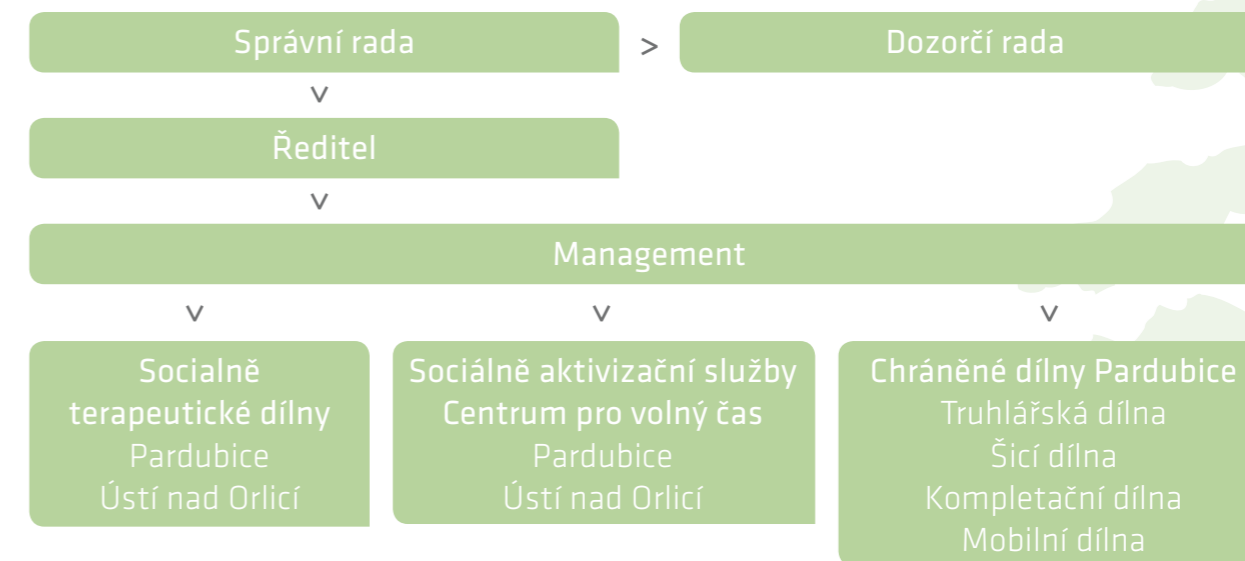 Správní rada > Dozorčí rada
v
Ředitel
v
Management
v v v
Socialně
terapeutické dílny
Pardubice
Ústí nad Orlicí
Sociálně aktivizační služby
Centrum pro volný čas
Pardubice
Ústí nad Orlicí
Chráněné dílny Pardubice
Truhlářská dílna
Šicí dílna
Kompletační dílna
Mobilní dílna